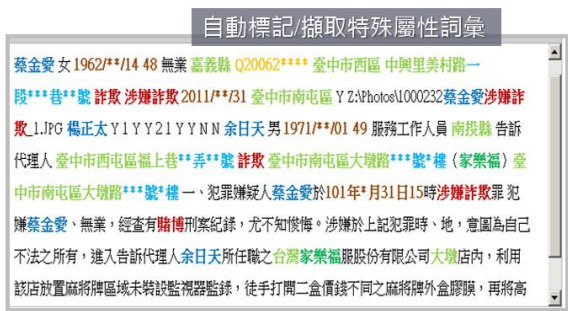 自動標記/擷取特殊屬性詞彙
蔡金愛 女 1962/**/14 48 無業 嘉義縣 Q20062**** 臺中市西區 中興里美村路一
段***巷**號 詐欺 涉嫌詐欺 2011/**/31 臺中市南屯區 Y Z:\Photos\1000232蔡金愛涉嫌詐
欺_1.JPG 楊正太 Y 1 Y Y 2 1 Y Y N N 余日天 男 1971/**/01 49 服務工作人員 南投縣 告訴
代理人 臺中市西屯區福上巷**弄**號 詐欺 臺中市南屯區大墩路***號*樓（家樂福）臺
中市南屯區大墩路***號*樓 一、犯罪嫌疑人蔡金愛於101年*月31日15時涉嫌詐欺罪 犯
嫌蔡金愛、無業，經查有賭博刑案紀錄，尤不知悛悔。涉嫌於上記犯罪時、地，意圖為自己
不法之所有，進入告訴代理人余日天所任職之台灣家樂福股份有限公司大墩店內，利用
該店放置麻將牌區域未裝設監視器監錄，徒手打開二盒價錢不同之麻將牌外盒膠膜，再將高